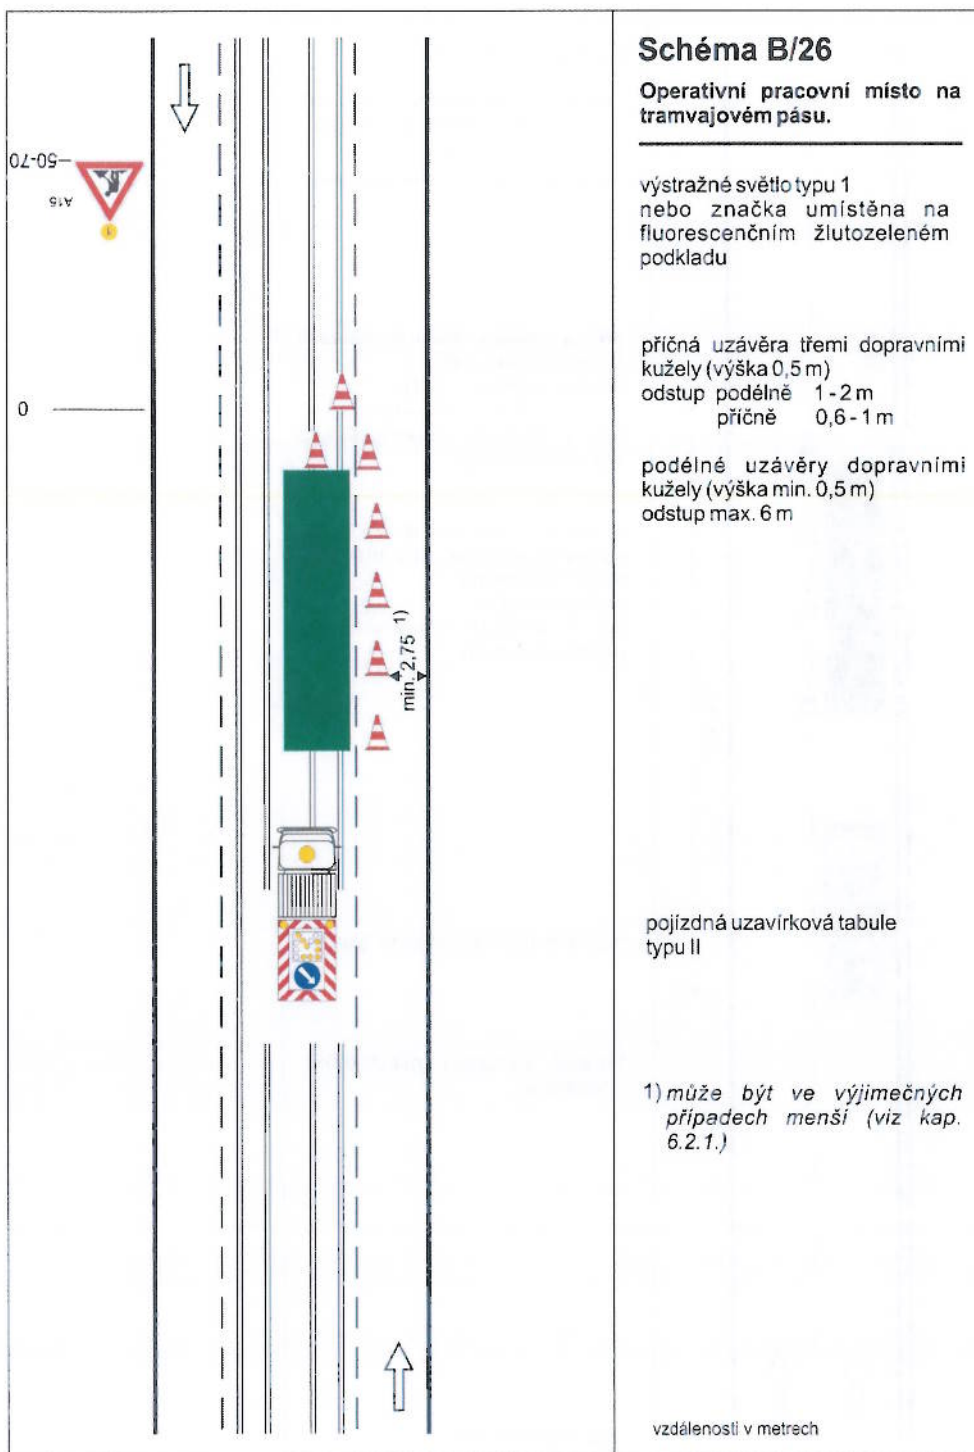 Schéma B/26
Operativní pracovní místo na
tramvajovém pásu.
výstražné světlo typu 1
nebo značka umístěna na
fluorescenčním žlutozeleném
podkladu
příčná uzávěra třemi dopravními
kužely (výška 0,5 m)
odstup podélně 1 - 2 m
příčně 0,6 - 1 m
podélné uzávěry dopravními
kužely (výška min. 0,5 m)
odstup max. 6 m
pojízdná uzavírková tabule
typu II
1) může být ve výjimečných
případech menší (viz kap.
6.2.1.)
vzdálenosti v metrech
50-70
A15
1
0
min. 2,75 1)